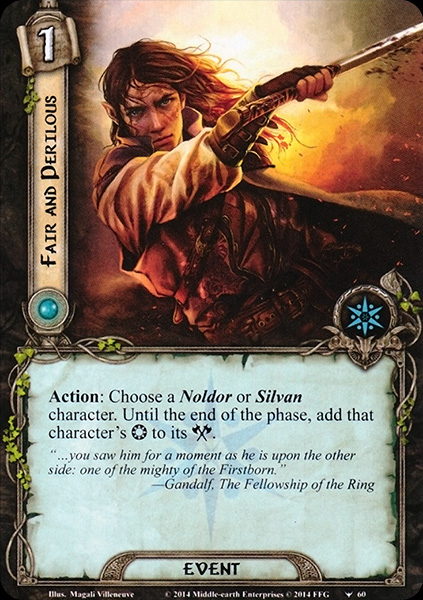 1
Fair and Perilous
Action: Choose a Noldor or Silvan
character. Until the end of the phase, add that
character's to its .
“...you saw him for a moment as he is upon the other
side: one of the mighty of the Firstborn.”
—Gandalf, The Fellowship of the Ring
EVENT
Illus. Magali Villeneuve © 2014 Middle-earth Enterprises © 2014 FFG 60